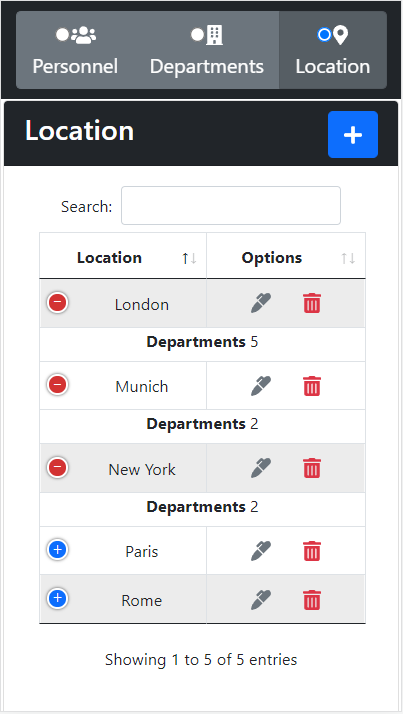 Personnel Departments Location
Location
Search:
Location Options
London
Departments 5
Munich
Departments 2
New York
Departments 2
Paris
Rome
Showing 1 to 5 of 5 entries